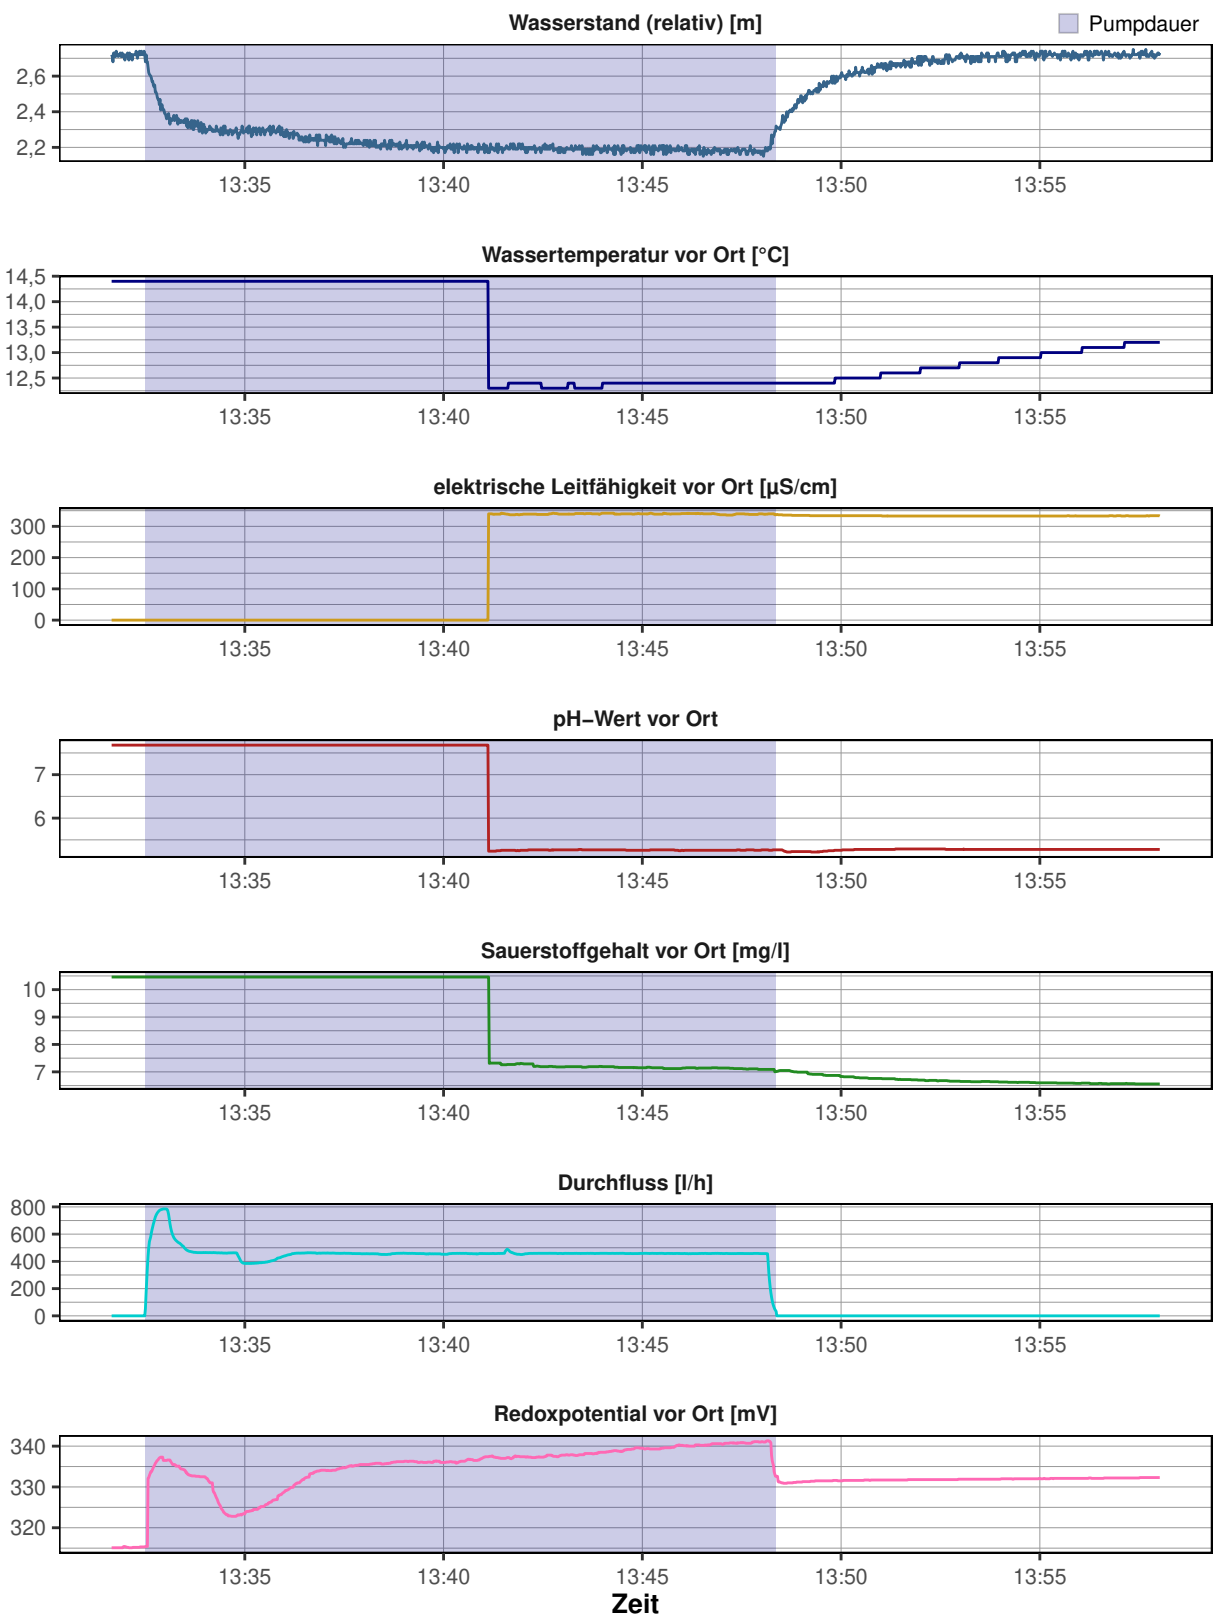 Wasserstand (relativ) [m]
Pumpdauer
2,6
2,4
2,2
13:35 13:40 13:45 13:50 13:55
Wassertemperatur vor Ort [°C]
14,5
14,0
13,5
13,0
12,5
13:35 13:40 13:45 13:50 13:55
elektrische Leitfähigkeit vor Ort [µS/cm]
300
200
100
0
13:35 13:40 13:45 13:50 13:55
pH−Wert vor Ort
7
6
13:35 13:40 13:45 13:50 13:55
Sauerstoffgehalt vor Ort [mg/l]
10
9
8
7
13:35 13:40 13:45 13:50 13:55
Durchfluss [l/h]
800
600
400
200
0
13:35 13:40 13:45 13:50 13:55
Redoxpotential vor Ort [mV]
340
330
320
13:35 13:40 13:45 13:50 13:55
Zeit